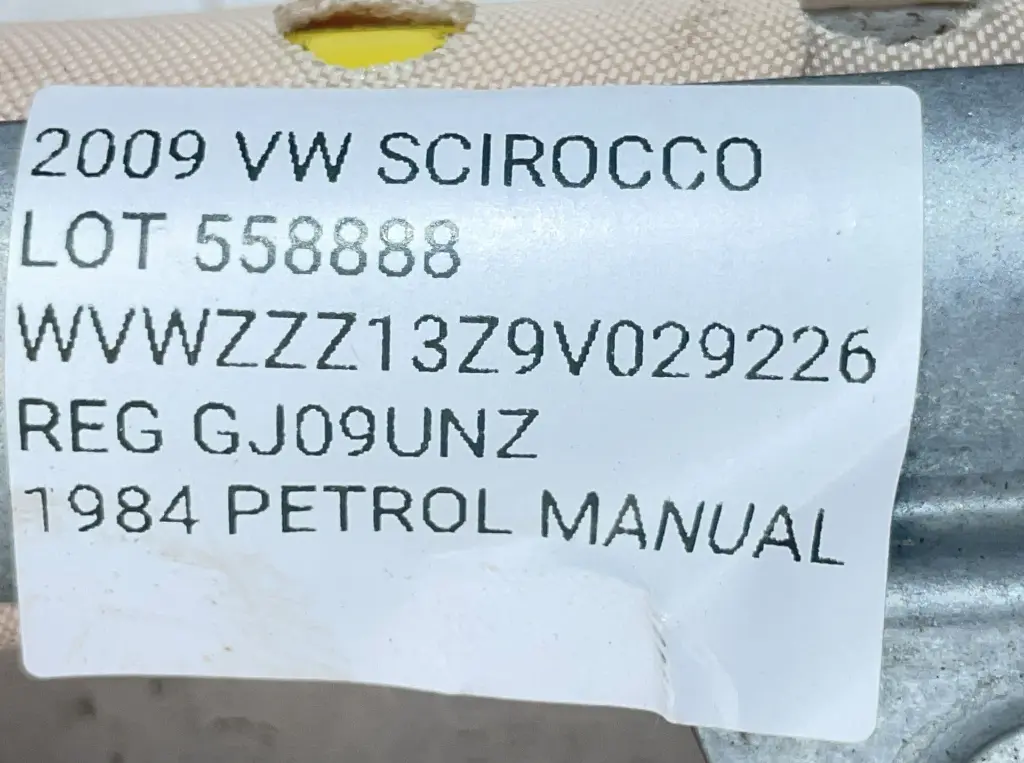 2009 VW SCIROCCO
LOT 558888
WVWZZZ13Z9V029226
REG GJ09UNZ
1984 PETROL MANUAL